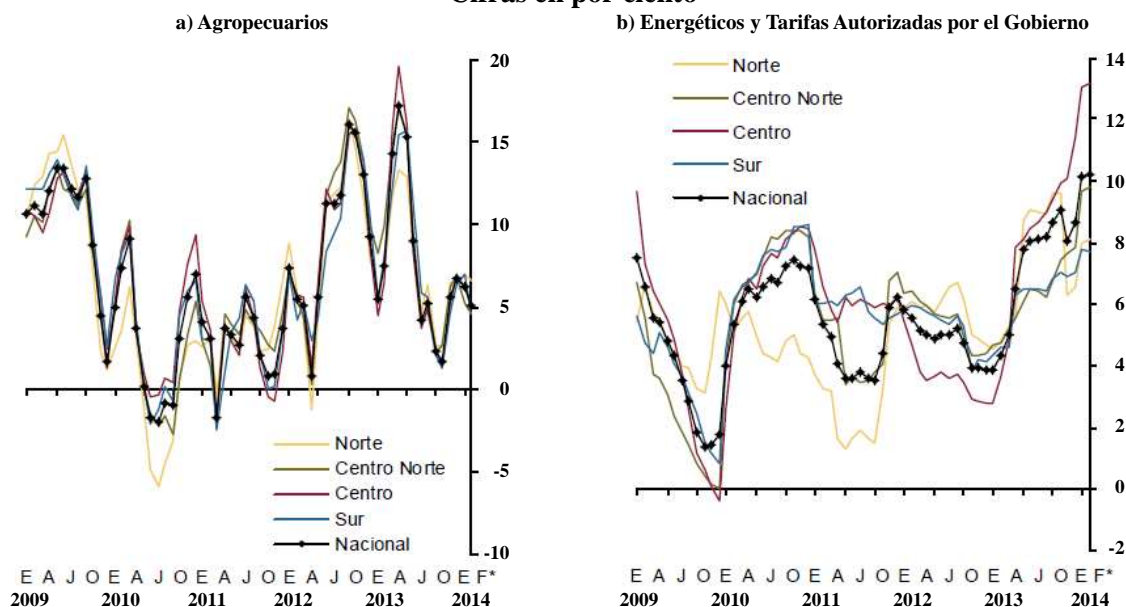 Cifras en por ciento
a) Agropecuarios
b) Energéticos y Tarifas Autorizadas por el Gobierno
20
15
10
5
0
-5
-10
Norte
Centro Norte
Centro
Sur
Nacional
E A J O E A J O E A J O E A J O E A J O E F*
2009 2010 2011 2012 2013 2014
Norte
Centro Norte
Centro
Sur
Nacional
14
12
10
8
6
4
2
0
-2
E A J O E A J O E A J O E A J O E A J O E F*
2009 2010 2011 2012 2013 2014